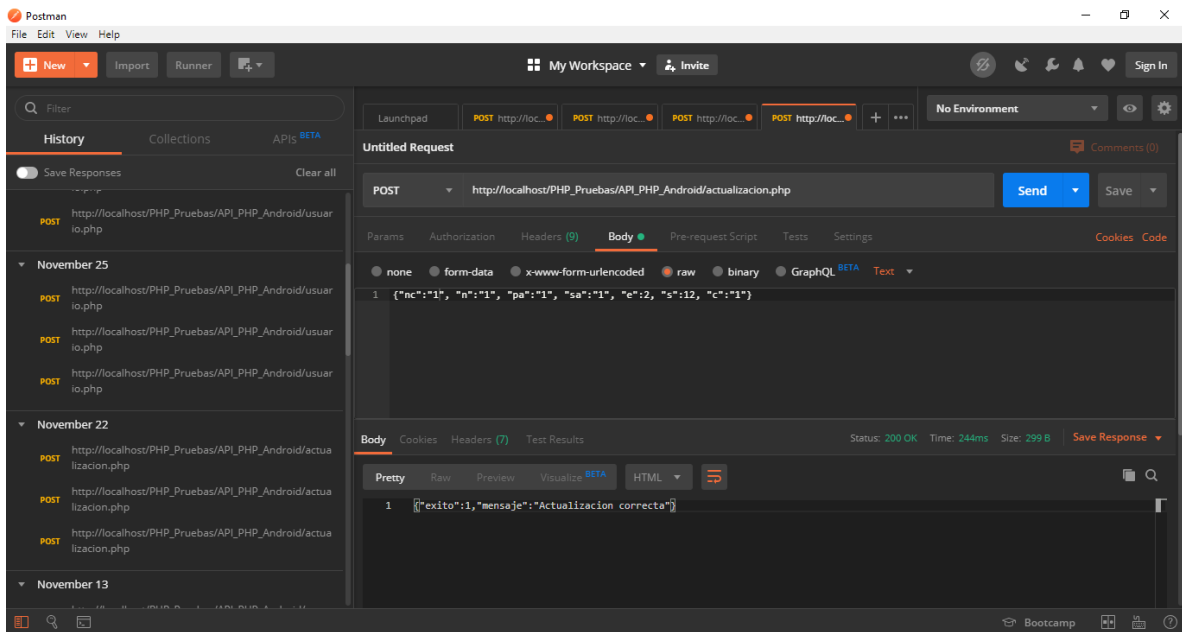 Postman
File Edit View Help
New Import Runner My Workspace Invite Sign In
Filter
History Collections APIs BETA
Save Responses Clear all
POST http://localhost/PHP_Pruebas/API_PHP_Android/usuar
io.php
November 25
POST http://localhost/PHP_Pruebas/API_PHP_Android/usuar
io.php
POST http://localhost/PHP_Pruebas/API_PHP_Android/usuar
io.php
POST http://localhost/PHP_Pruebas/API_PHP_Android/usuar
io.php
November 22
POST http://localhost/PHP_Pruebas/API_PHP_Android/actua
lizacion.php
POST http://localhost/PHP_Pruebas/API_PHP_Android/actua
lizacion.php
POST http://localhost/PHP_Pruebas/API_PHP_Android/actua
lizacion.php
November 13
Launchpad POST http://loc... POST http://loc... POST http://loc... POST http://loc... No Environment
Untitled Request Comments (0)
POST http://localhost/PHP_Pruebas/API_PHP_Android/actualizacion.php Send Save
Params Authorization Headers (9) Body Pre-request Script Tests Settings Cookies Code
none form-data x-www-form-urlencoded raw binary GraphQL BETA Text
1 {"nc":"1", "n":"1", "pa":"1", "sa":"1", "e":2, "s":12, "c":"1"}
Body Cookies Headers (7) Test Results Status: 200 OK Time: 244ms Size: 299 B Save Response
Pretty Raw Preview Visualize BETA HTML
1 {"exito":1,"mensaje":"Actualizacion correcta"}
Bootcamp